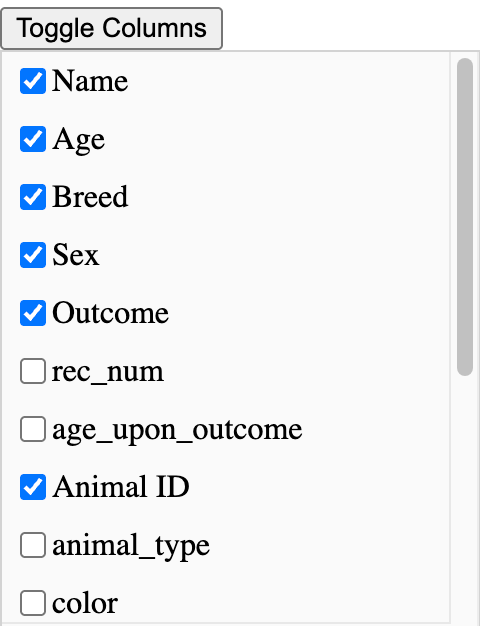 Toggle Columns
Name
Age
Breed
Sex
Outcome
rec_num
age_upon_outcome
Animal ID
animal_type
color